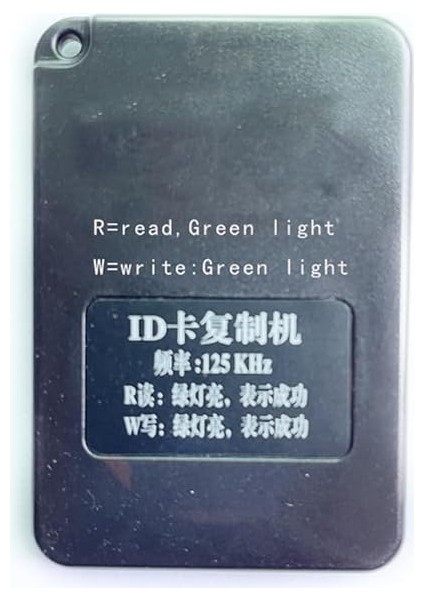 R=read,Green light
W=write:Green light
ID卡复制机
频率:125 KHz
R读：绿灯亮，表示成功
W写：绿灯亮，表示成功